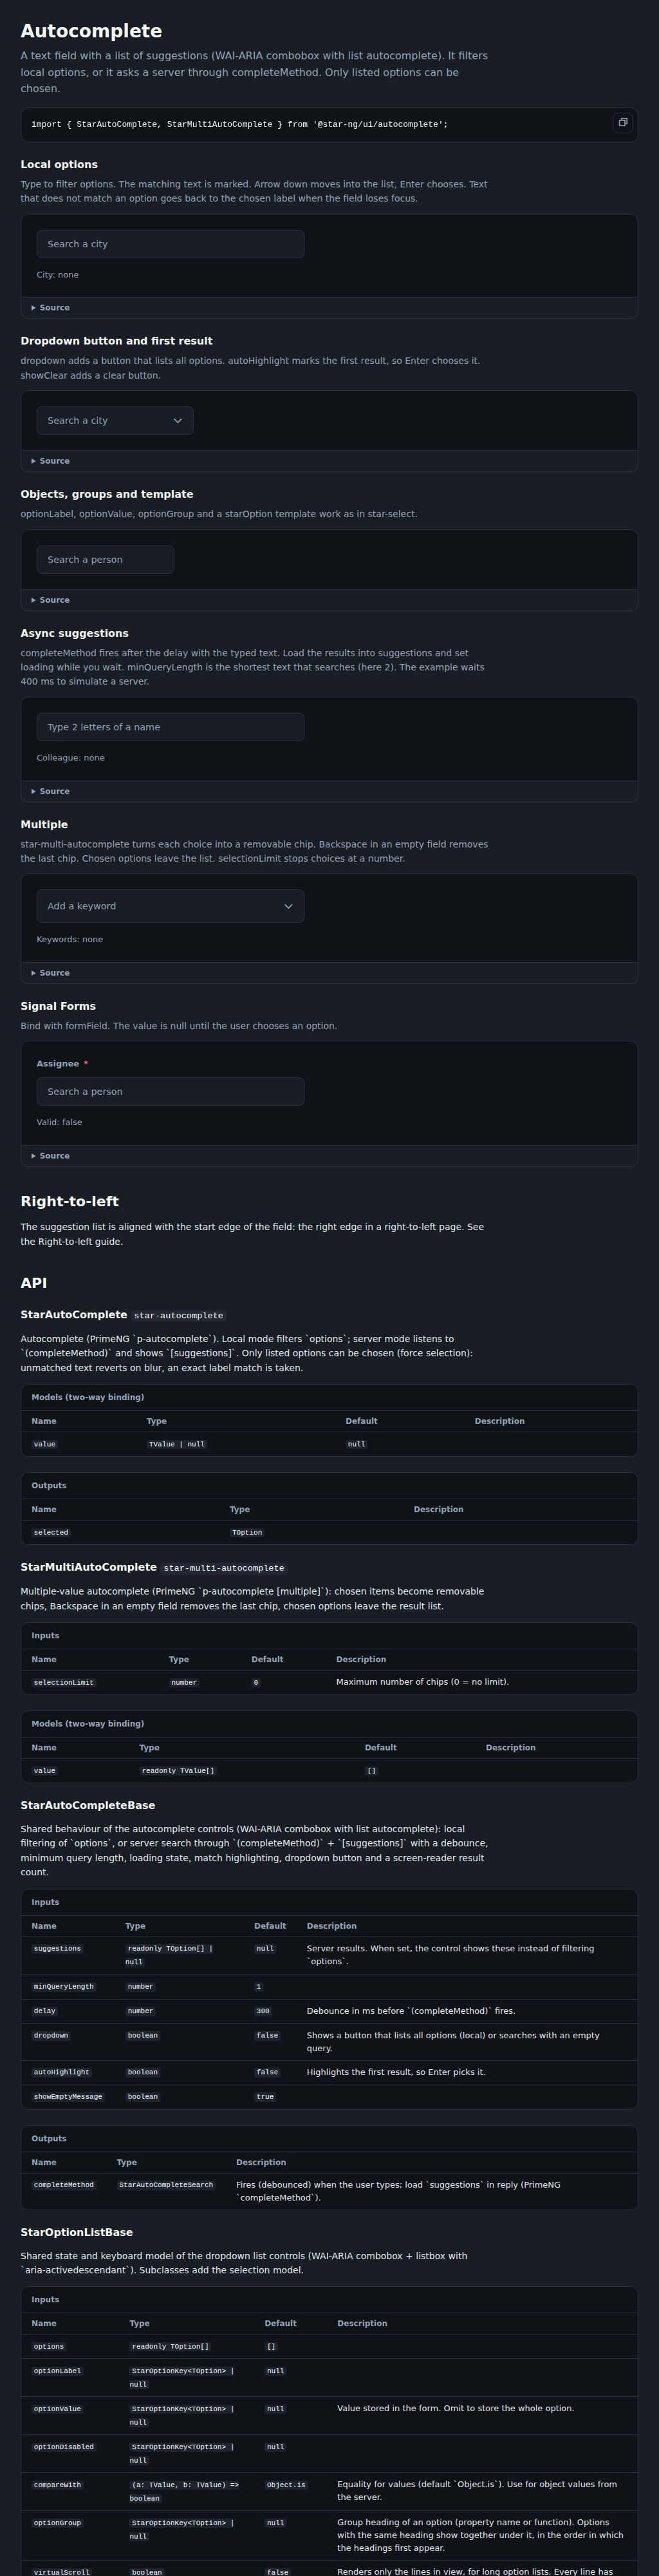 Autocomplete
A text field with a list of suggestions (WAI-ARIA combobox with list autocomplete). It filters
local options, or it asks a server through completeMethod. Only listed options can be
chosen.
import { StarAutoComplete, StarMultiAutoComplete } from '@star-ng/ui/autocomplete';
Local options
Type to filter options. The matching text is marked. Arrow down moves into the list, Enter chooses. Text
that does not match an option goes back to the chosen label when the field loses focus.
Search a city
City: none
Source
Dropdown button and first result
dropdown adds a button that lists all options. autoHighlight marks the first result, so Enter chooses it.
showClear adds a clear button.
Search a city
Source
Objects, groups and template
optionLabel, optionValue, optionGroup and a starOption template work as in star-select.
Search a person
Source
Async suggestions
completeMethod fires after the delay with the typed text. Load the results into suggestions and set
loading while you wait. minQueryLength is the shortest text that searches (here 2). The example waits
400 ms to simulate a server.
Type 2 letters of a name
Colleague: none
Source
Multiple
star-multi-autocomplete turns each choice into a removable chip. Backspace in an empty field removes
the last chip. Chosen options leave the list. selectionLimit stops choices at a number.
Add a keyword
Keywords: none
Source
Signal Forms
Bind with formField. The value is null until the user chooses an option.
Assignee *
Search a person
Valid: false
Source
Right-to-left
The suggestion list is aligned with the start edge of the field: the right edge in a right-to-left page. See
the Right-to-left guide.
API
StarAutoComplete star-autocomplete
Autocomplete (PrimeNG `p-autocomplete`). Local mode filters `options`; server mode listens to
`(completeMethod)` and shows `[suggestions]`. Only listed options can be chosen (force selection):
unmatched text reverts on blur, an exact label match is taken.
Models (two-way binding)
Name Type Default Description
value TValue | null null
Outputs
Name Type Description
selected TOption
StarMultiAutoComplete star-multi-autocomplete
Multiple-value autocomplete (PrimeNG `p-autocomplete [multiple]`): chosen items become removable
chips, Backspace in an empty field removes the last chip, chosen options leave the result list.
Inputs
Name Type Default Description
selectionLimit number 0 Maximum number of chips (0 = no limit).
Models (two-way binding)
Name Type Default Description
value readonly TValue[] []
StarAutoCompleteBase
Shared behaviour of the autocomplete controls (WAI-ARIA combobox with list autocomplete): local
filtering of `options`, or server search through `(completeMethod)` + `[suggestions]` with a debounce,
minimum query length, loading state, match highlighting, dropdown button and a screen-reader result
count.
Inputs
Name Type Default Description
suggestions readonly TOption[] | null null Server results. When set, the control shows these instead of filtering
`options`.
minQueryLength number 1
delay number 300 Debounce in ms before `(completeMethod)` fires.
dropdown boolean false Shows a button that lists all options (local) or searches with an empty
query.
autoHighlight boolean false Highlights the first result, so Enter picks it.
showEmptyMessage boolean true
Outputs
Name Type Description
completeMethod StarAutoCompleteSearch Fires (debounced) when the user types; load `suggestions` in reply (PrimeNG
`completeMethod`).
StarOptionListBase
Shared state and keyboard model of the dropdown list controls (WAI-ARIA combobox + listbox with
`aria-activedescendant`). Subclasses add the selection model.
Inputs
Name Type Default Description
options readonly TOption[] []
optionLabel StarOptionKey<TOption> | null null
optionValue StarOptionKey<TOption> | null null Value stored in the form. Omit to store the whole option.
optionDisabled StarOptionKey<TOption> | null null
compareWith (a: TValue, b: TValue) => boolean Object.is Equality for values (default `Object.is`). Use for object values from
the server.
optionGroup StarOptionKey<TOption> | null null Group heading of an option (property name or function). Options
with the same heading show together under it, in the order in which
the headings first appear.
virtualScroll boolean false Renders only the lines in view, for long option lists. Every line has